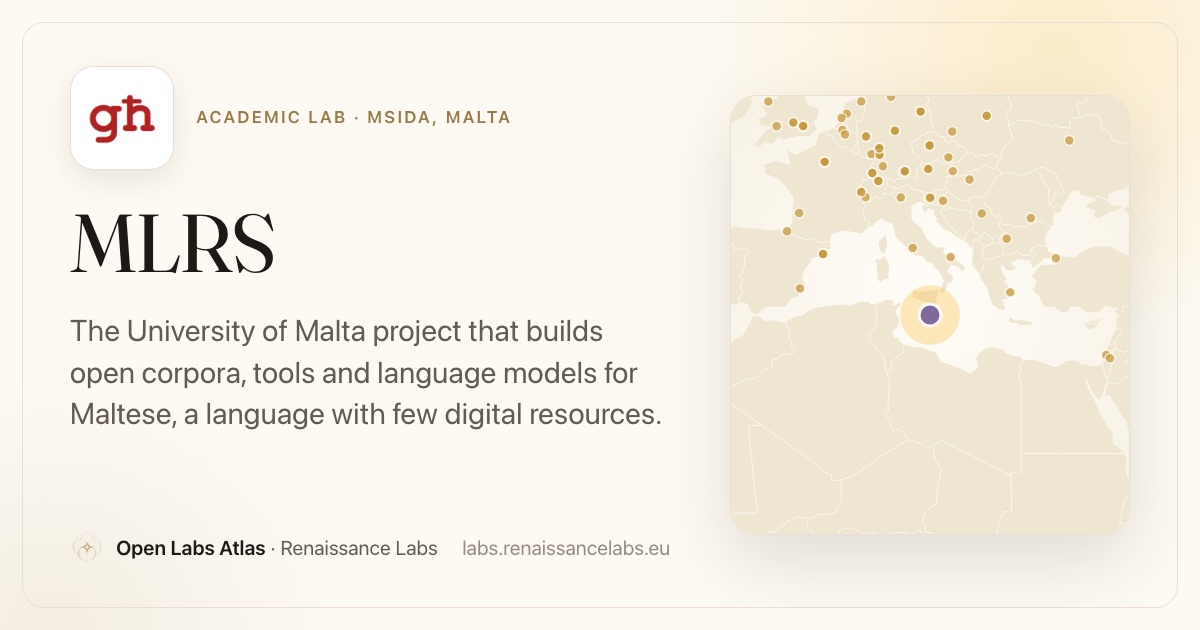 għ
ACADEMIC LAB · MSIDA, MALTA
MLRS
The University of Malta project that builds
open corpora, tools and language models for
Maltese, a language with few digital resources.
Open Labs Atlas · Renaissance Labs labs.renaissancelabs.eu